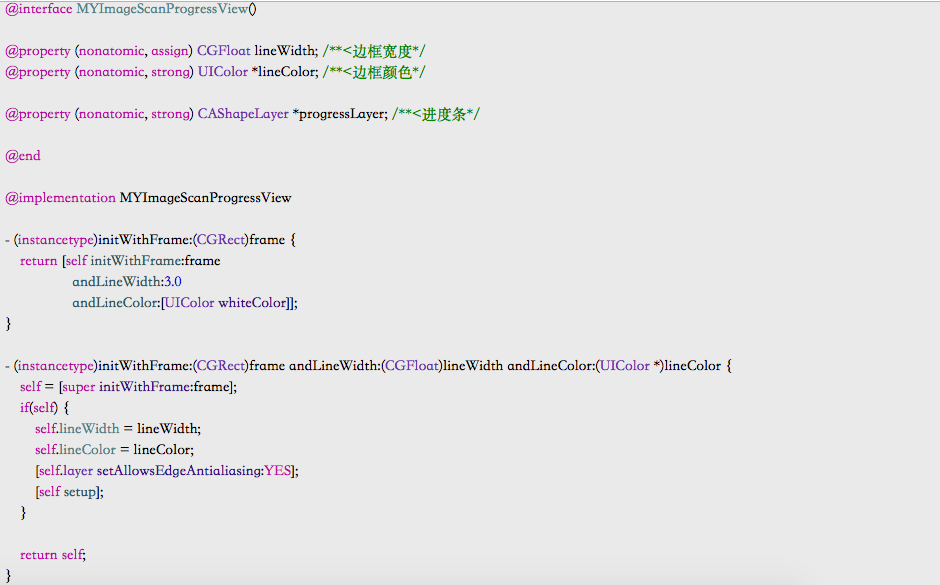 @interface MYImageScanProgressView()
@property (nonatomic, assign) CGFloat lineWidth; /**<边框宽度*/
@property (nonatomic, strong) UIColor *lineColor; /**<边框颜色*/
@property (nonatomic, strong) CAShapeLayer *progressLayer; /**<进度条*/
@end
@implementation MYImageScanProgressView
- (instancetype)initWithFrame:(CGRect)frame {
return [self initWithFrame:frame
andLineWidth:3.0
andLineColor:[UIColor whiteColor]];
}
- (instancetype)initWithFrame:(CGRect)frame andLineWidth:(CGFloat)lineWidth andLineColor:(UIColor *)lineColor {
self = [super initWithFrame:frame];
if(self) {
self.lineWidth = lineWidth;
self.lineColor = lineColor;
[self.layer setAllowsEdgeAntialiasing:YES];
[self setup];
}
return self;
}